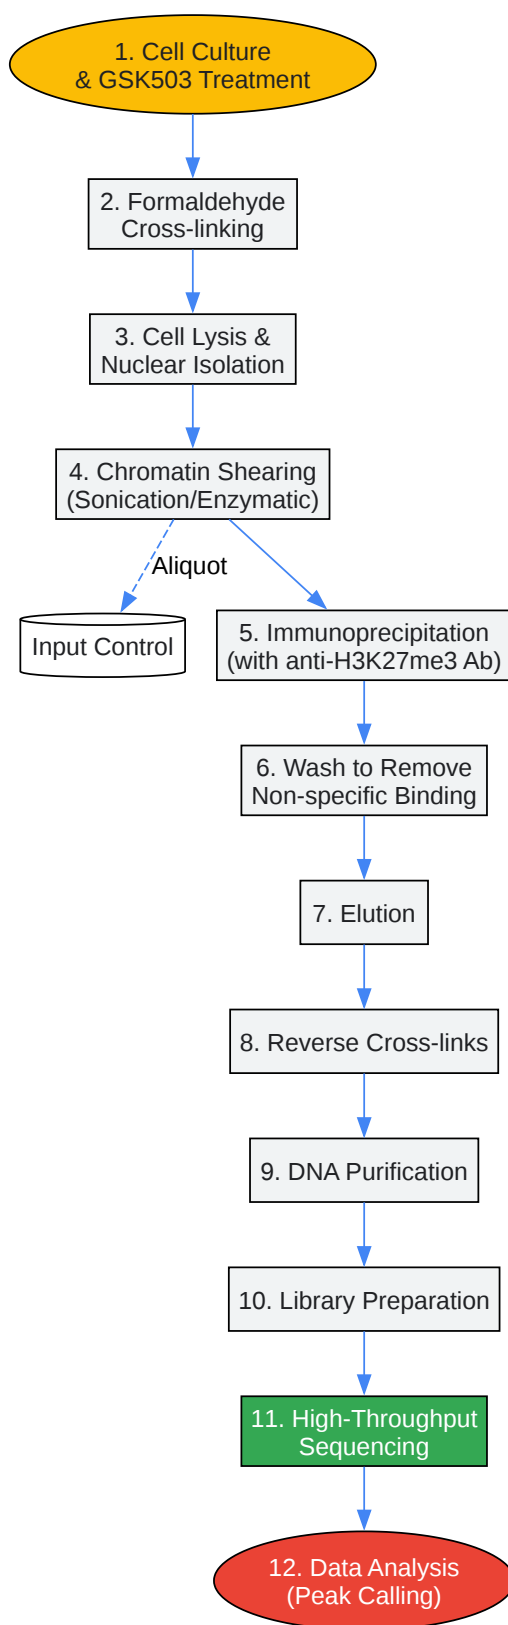 1. Cell Culture
& GSK503 Treatment
2. Formaldehyde
Cross-linking
3. Cell Lysis &
Nuclear Isolation
4. Chromatin Shearing
(Sonication/Enzymatic)
Aliquot
Input Control
5. Immunoprecipitation
(with anti-H3K27me3 Ab)
6. Wash to Remove
Non-specific Binding
7. Elution
8. Reverse Cross-links
9. DNA Purification
10. Library Preparation
11. High-Throughput
Sequencing
12. Data Analysis
(Peak Calling)